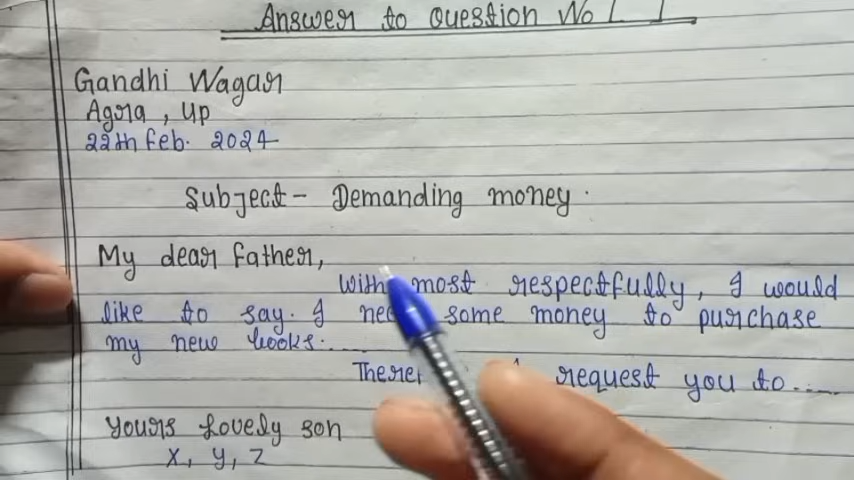 Answer to Question No 1
Gandhi Wagar
Agra, Up
22th Feb. 2024
Subject- Demanding money.
My dear Father,
With most respectfully, I would
like to say. I some money to purchase
my new books.....
request you to.....
Yours Lovely son
X, Y, Z